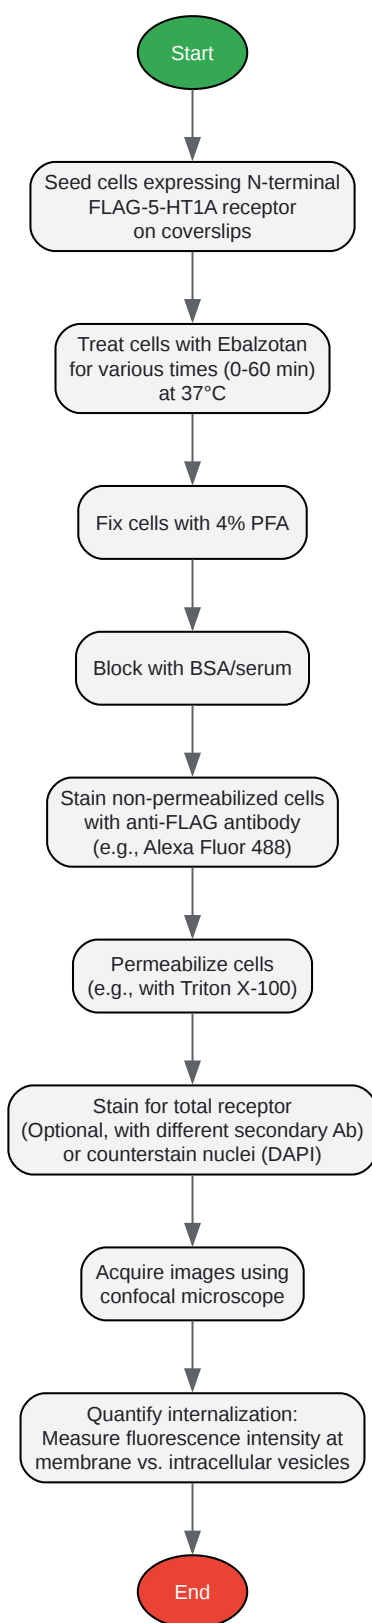 Start
Seed cells expressing N-terminal
FLAG-5-HT1A receptor
on coverslips
Treat cells with Ebalzotan
for various times (0-60 min)
at 37°C
Fix cells with 4% PFA
Block with BSA/serum
Stain non-permeabilized cells
with anti-FLAG antibody
(e.g., Alexa Fluor 488)
Permeabilize cells
(e.g., with Triton X-100)
Stain for total receptor
(Optional, with different secondary Ab)
or counterstain nuclei (DAPI)
Acquire images using
confocal microscope
Quantify internalization:
Measure fluorescence intensity at
membrane vs. intracellular vesicles
End